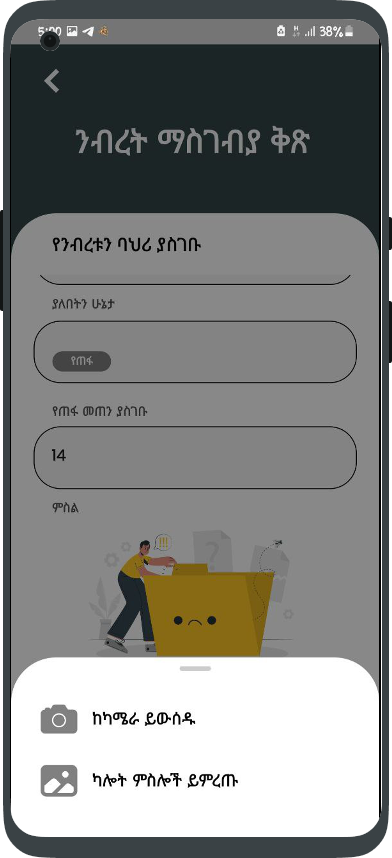 5:00 38%
ንብረት ማስገብያ ቅጽ
የንብረቱን ባህሪ ያስገቡ
ያለበትን ሁኔታ
የጠፋ
የጠፋ መጠን ያስገቡ
14
ምስል
?
ከካሜራ ይውሰዱ
ካሎት ምስሎች ይምረጡ